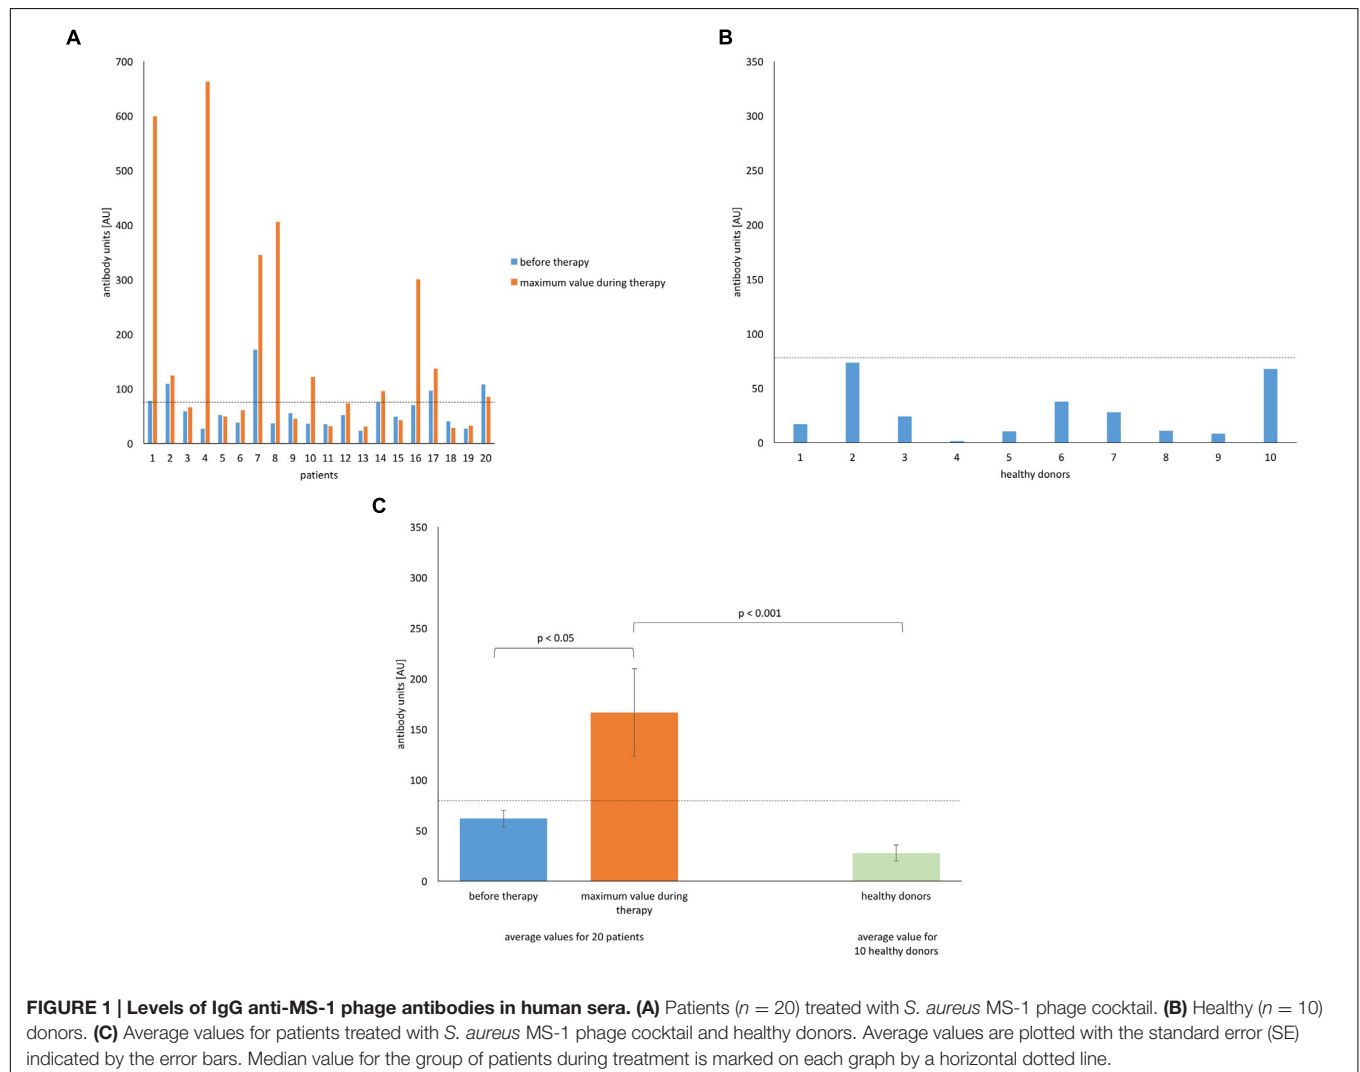 A
700
600
500
400
300
200
100
0
antibody units [AU]
1 2 3 4 5 6 7 8 9 10 11 12 13 14 15 16 17 18 19 20
patients
before therapy
maximum value during therapy
B
350
300
250
200
150
100
50
0
antibody units [AU]
1 2 3 4 5 6 7 8 9 10
healthy donors
C
350
300
250
200
150
100
50
0
antibody units [AU]
p < 0.05
p < 0.001
before therapy
maximum value during
therapy
healthy donors
average values for 20 patients
average value for
10 healthy donors
FIGURE 1 | Levels of IgG anti-MS-1 phage antibodies in human sera. (A) Patients (n = 20) treated with S. aureus MS-1 phage cocktail. (B) Healthy (n = 10)
donors. (C) Average values for patients treated with S. aureus MS-1 phage cocktail and healthy donors. Average values are plotted with the standard error (SE)
indicated by the error bars. Median value for the group of patients during treatment is marked on each graph by a horizontal dotted line.